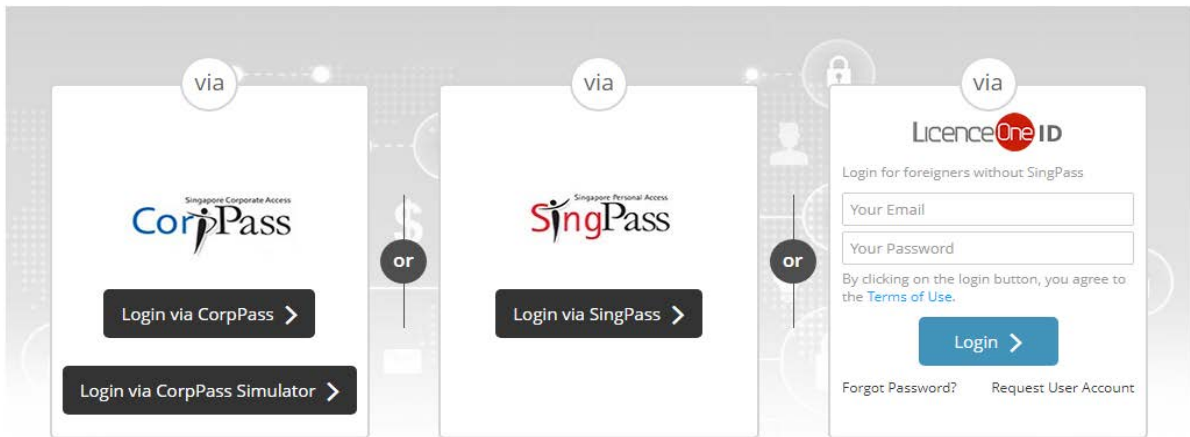 via
Singapore Corporate Access
CorpPass
Login via CorpPass
Login via CorpPass Simulator
or
via
Singapore Personal Access
SingPass
Login via SingPass
or
via
LicenceOne ID
Login for foreigners without SingPass
Your Email
Your Password
By clicking on the login button, you agree to
the Terms of Use.
Login
Forgot Password? Request User Account